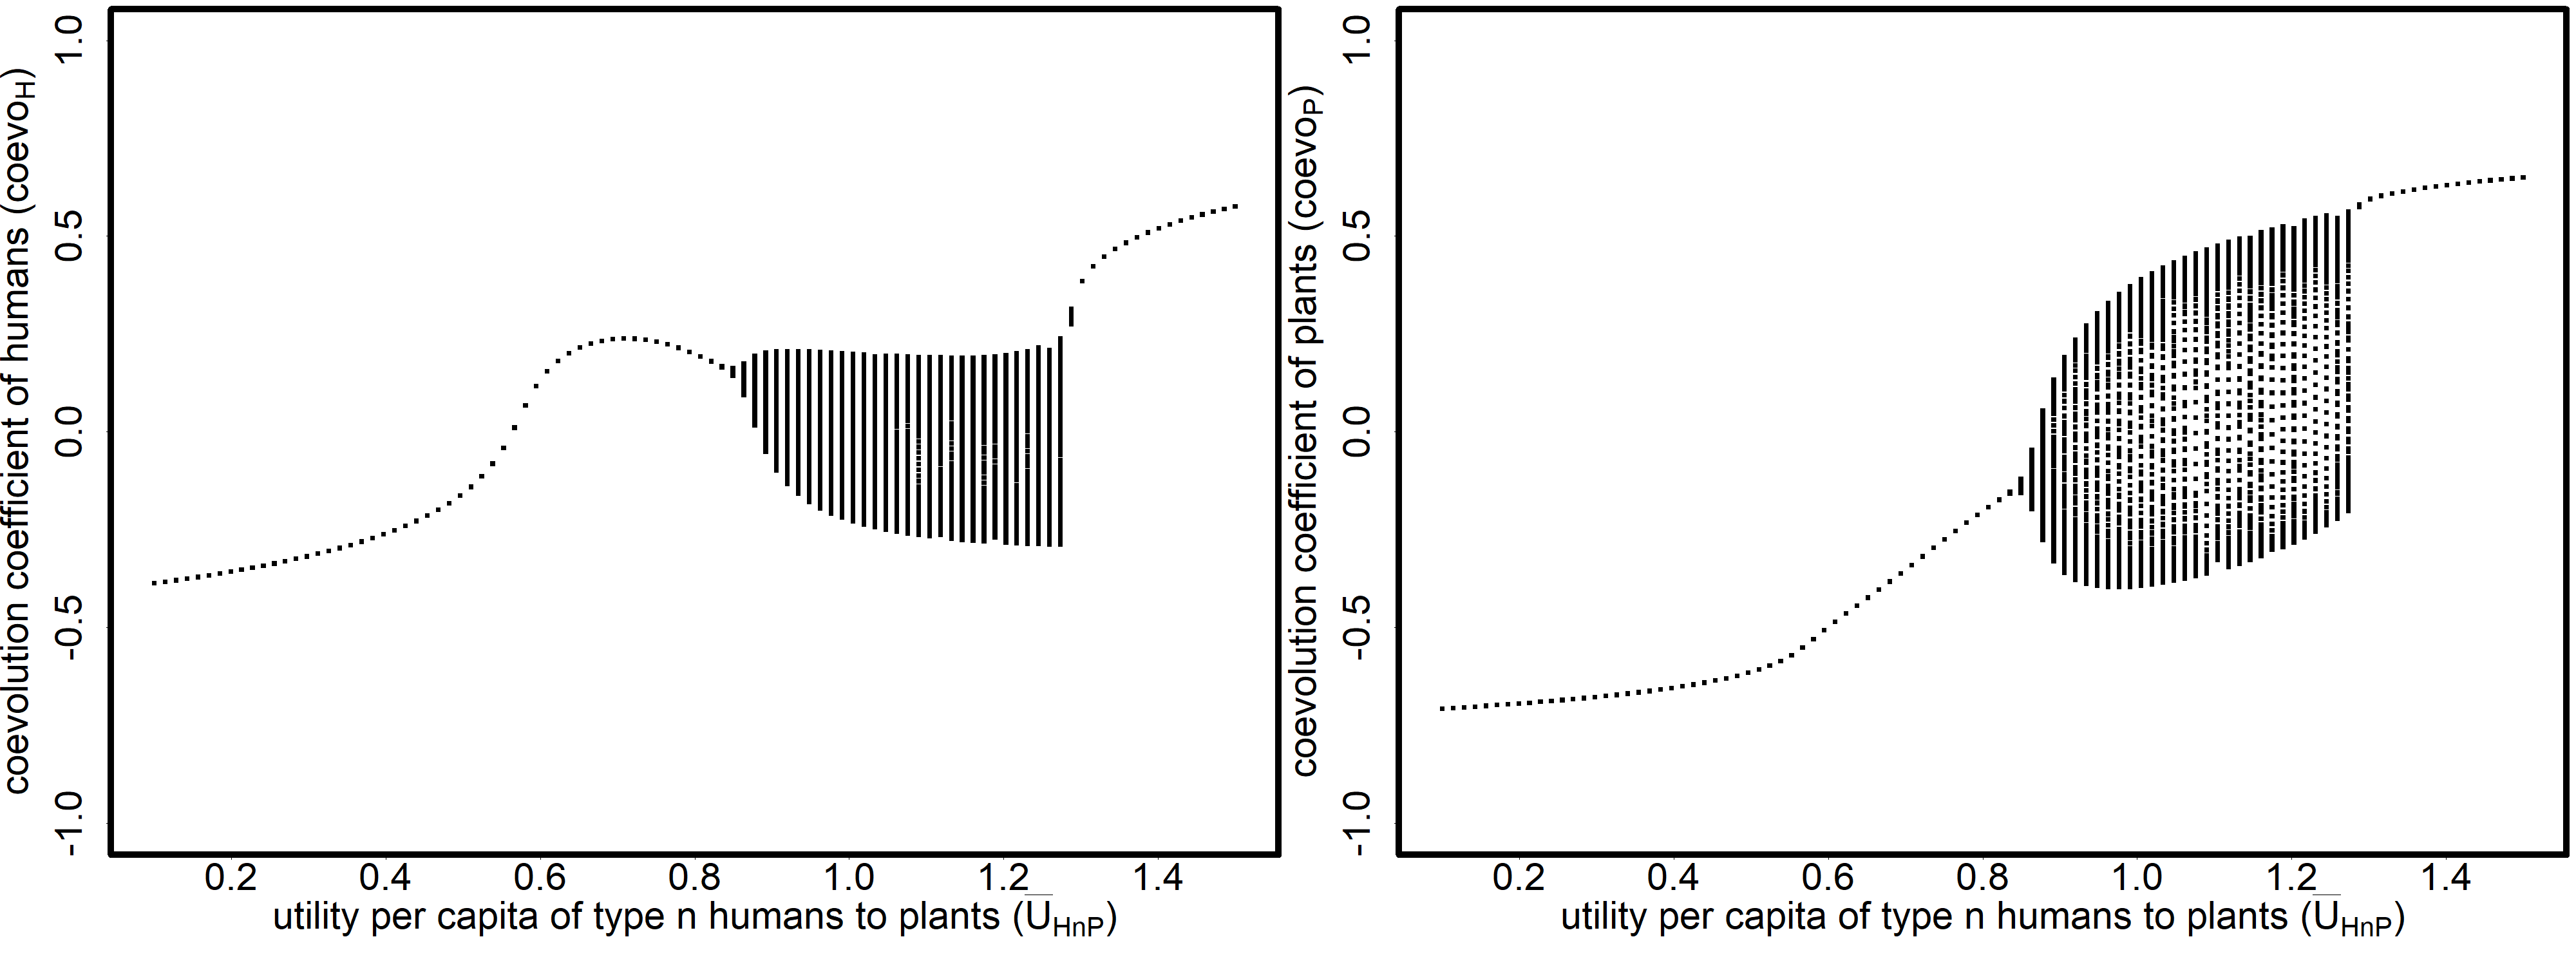 coevolution coefficient of humans (coevoH)
1.0
0.5
0.0
-0.5
-1.0
0.2 0.4 0.6 0.8 1.0 1.2 1.4
utility per capita of type n humans to plants (U̅HnP)
coevolution coefficient of plants (coevoP)
1.0
0.5
0.0
-0.5
-1.0
0.2 0.4 0.6 0.8 1.0 1.2 1.4
utility per capita of type n humans to plants (U̅HnP)